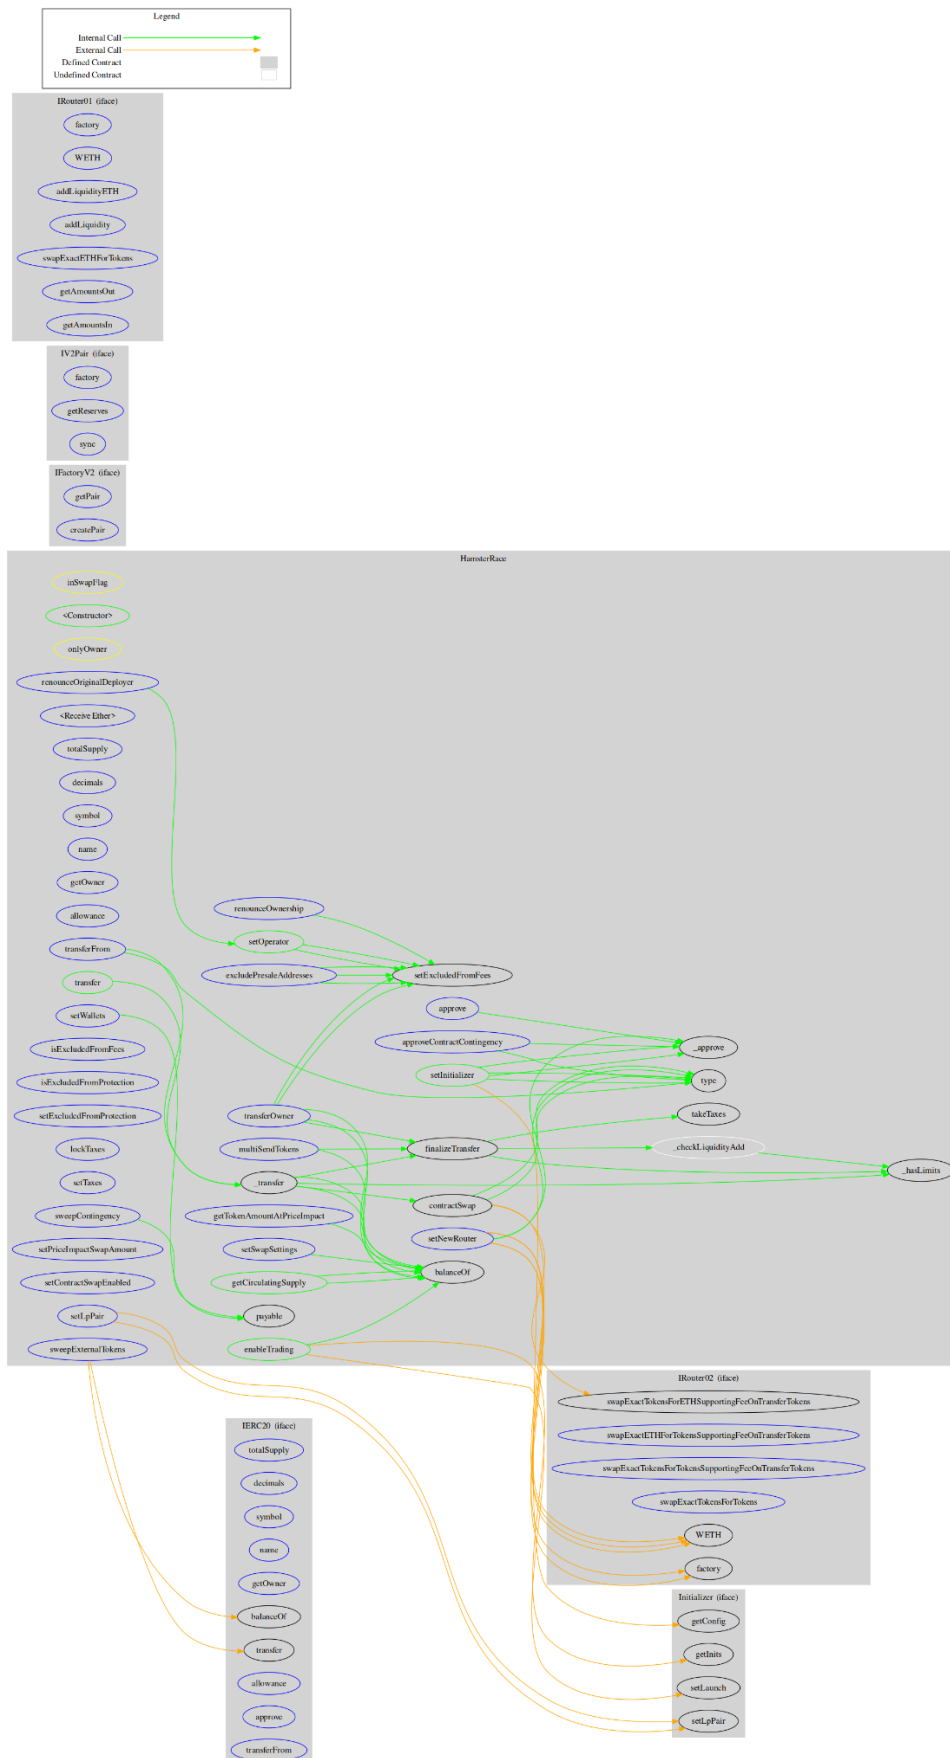 Legend
Internal Call
External Call
Defined Contract
Undefined Contract
IRouter01 (iface)
factory
WETH
addLiquidityETH
addLiquidity
swapExactETHForTokens
getAmountsOut
getAmountsIn
IV2Pair (iface)
factory
getReserves
sync
IFactoryV2 (iface)
getPair
createPair
HamsterRace
inSwapFlag
<Constructor>
onlyOwner
renounceOriginalDeployer
<Receive Ether>
totalSupply
decimals
symbol
name
getOwner
allowance
transferFrom
transfer
setWallets
isExcludedFromFees
isExcludedFromProtection
setExcludedFromProtection
lockTaxes
setTaxes
sweepContingency
setPriceImpactSwapAmount
setContractSwapEnabled
setLpPair
sweepExternalTokens
renounceOwnership
setOperator
excludePresaleAddresses
transferOwner
multiSendTokens
_transfer
getTokenAmountAtPriceImpact
setSwapSettings
getCirculatingSupply
payable
enableTrading
setExcludedFromFees
approve
approveContractContingency
setInitializer
finalizeTransfer
contractSwap
setNewRouter
balanceOf
_approve
type
takeTaxes
_checkLiquidityAdd
_hasLimits
IRouter02 (iface)
swapExactTokensForETHSupportingFeeOnTransferTokens
swapExactETHForTokensSupportingFeeOnTransferTokens
swapExactTokensForTokensSupportingFeeOnTransferTokens
swapExactTokensForTokens
WETH
factory
IERC20 (iface)
totalSupply
decimals
symbol
name
getOwner
balanceOf
transfer
allowance
approve
transferFrom
Initializer (iface)
getConfig
getInits
setLaunch
setLpPair